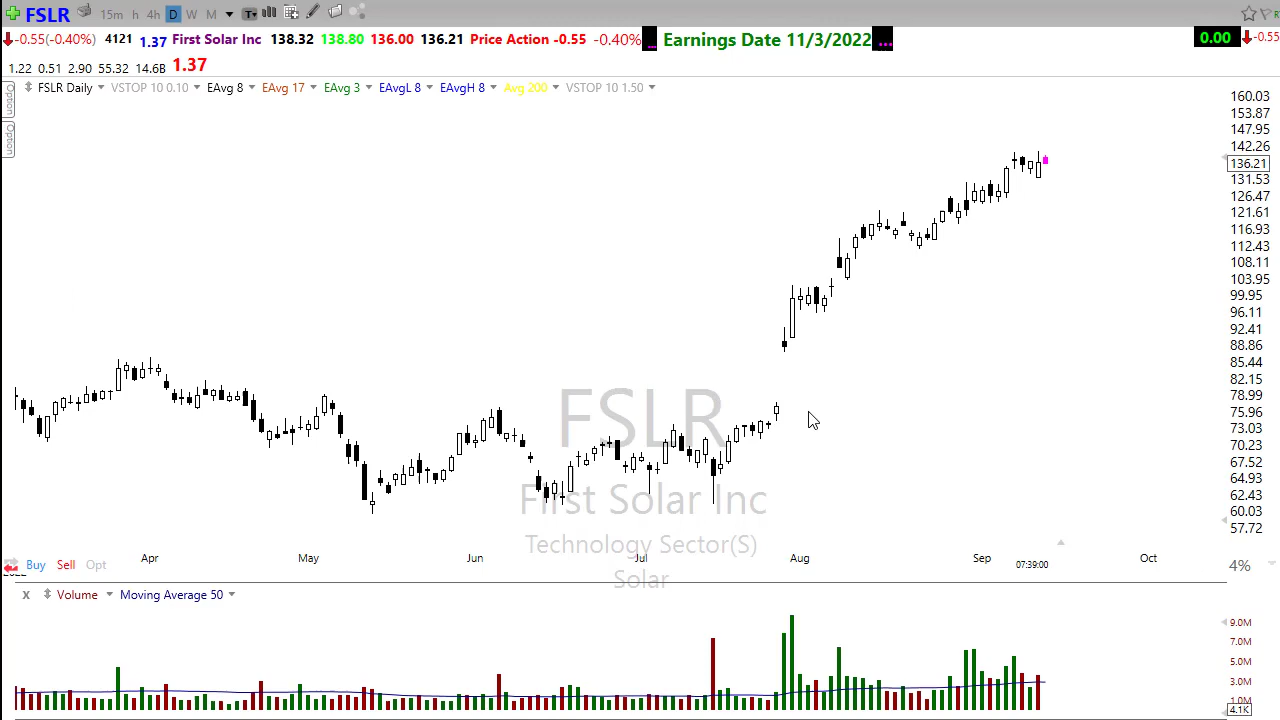 FSLR 15m h 4h D W M T
-0.55(-0.40%) 4121 1.37 First Solar Inc 138.32 138.80 136.00 136.21 Price Action -0.55 -0.40% ... Earnings Date 11/3/2022 ... 0.00 -0.55
1.22 0.51 2.90 55.32 14.6B 1.37
FSLR Daily VSTOP 10 0.10 EAvg 8 EAvg 17 EAvg 3 EAvgL 8 EAvgH 8 Avg 200 VSTOP 10 1.50
Option
Option
160.03
153.87
147.95
142.26
136.21
131.53
126.47
121.61
116.93
112.43
108.11
103.95
99.95
96.11
92.41
88.86
85.44
82.15
78.99
75.96
73.03
70.23
67.52
64.93
62.43
60.03
57.72
FSLR
First Solar Inc
Technology Sector(S)
Solar
Apr May Jun Jul Aug Sep Oct
07:39:00
Buy Sell Opt 4%
X Volume Moving Average 50
9.0M
7.0M
5.0M
3.0M
1.0M
4.1K